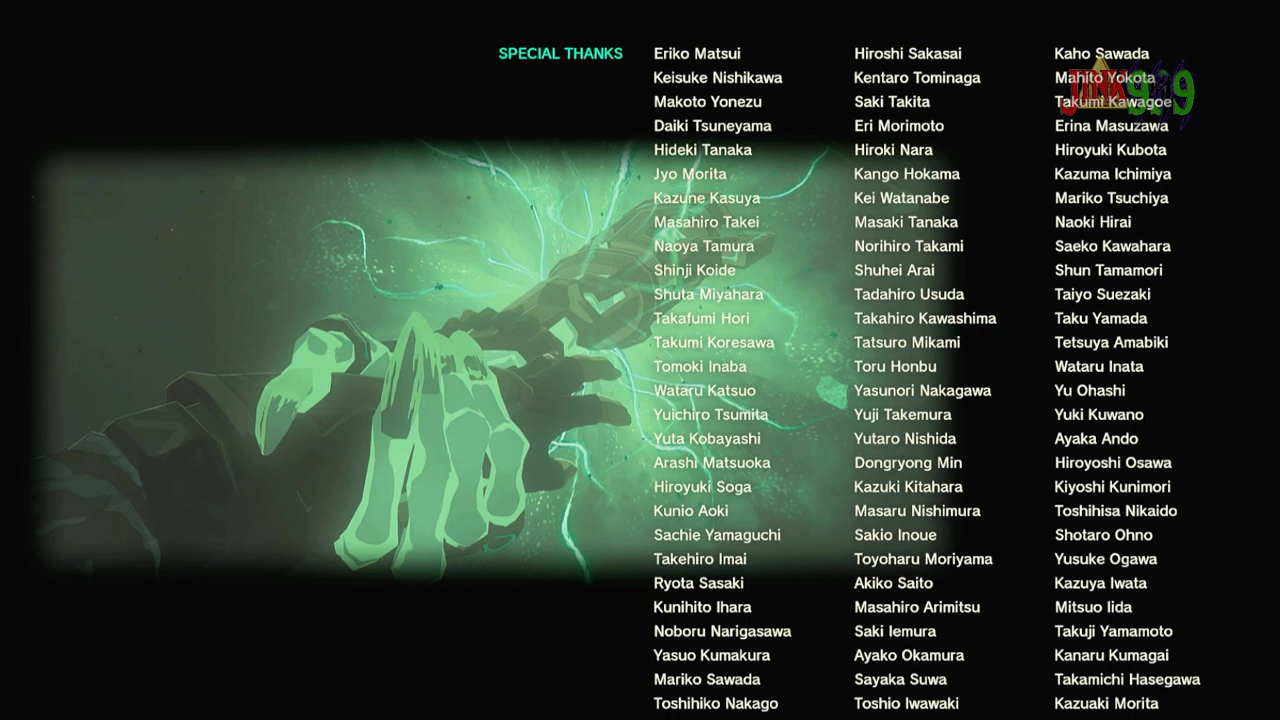 SPECIAL THANKS Eriko Matsui Hiroshi Sakasai Kaho Sawada
Keisuke Nishikawa Kentaro Tominaga Mahito Yokota
Makoto Yonezu Saki Takita Takumi Kawagoe
JINK929
Daiki Tsuneyama Eri Morimoto Erina Masuzawa
Hideki Tanaka Hiroki Nara Hiroyuki Kubota
Jyo Morita Kango Hokama Kazuma Ichimiya
Kazune Kasuya Kei Watanabe Mariko Tsuchiya
Masahiro Takei Masaki Tanaka Naoki Hirai
Naoya Tamura Norihiro Takami Saeko Kawahara
Shinji Koide Shuhei Arai Shun Tamamori
Shuta Miyahara Tadahiro Usuda Taiyo Suezaki
Takafumi Hori Takahiro Kawashima Taku Yamada
Takumi Koresawa Tatsuro Mikami Tetsuya Amabiki
Tomoki Inaba Toru Honbu Wataru Inata
Wataru Katsuo Yasunori Nakagawa Yu Ohashi
Yuichiro Tsumita Yuji Takemura Yuki Kuwano
Yuta Kobayashi Yutaro Nishida Ayaka Ando
Arashi Matsuoka Dongryong Min Hiroyoshi Osawa
Hiroyuki Soga Kazuki Kitahara Kiyoshi Kunimori
Kunio Aoki Masaru Nishimura Toshihisa Nikaido
Sachie Yamaguchi Sakio Inoue Shotaro Ohno
Takehiro Imai Toyoharu Moriyama Yusuke Ogawa
Ryota Sasaki Akiko Saito Kazuya Iwata
Kunihito Ihara Masahiro Arimitsu Mitsuo Iida
Noboru Narigasawa Saki Iemura Takuji Yamamoto
Yasuo Kumakura Ayako Okamura Kanaru Kumagai
Mariko Sawada Sayaka Suwa Takamichi Hasegawa
Toshihiko Nakago Toshio Iwawaki Kazuaki Morita